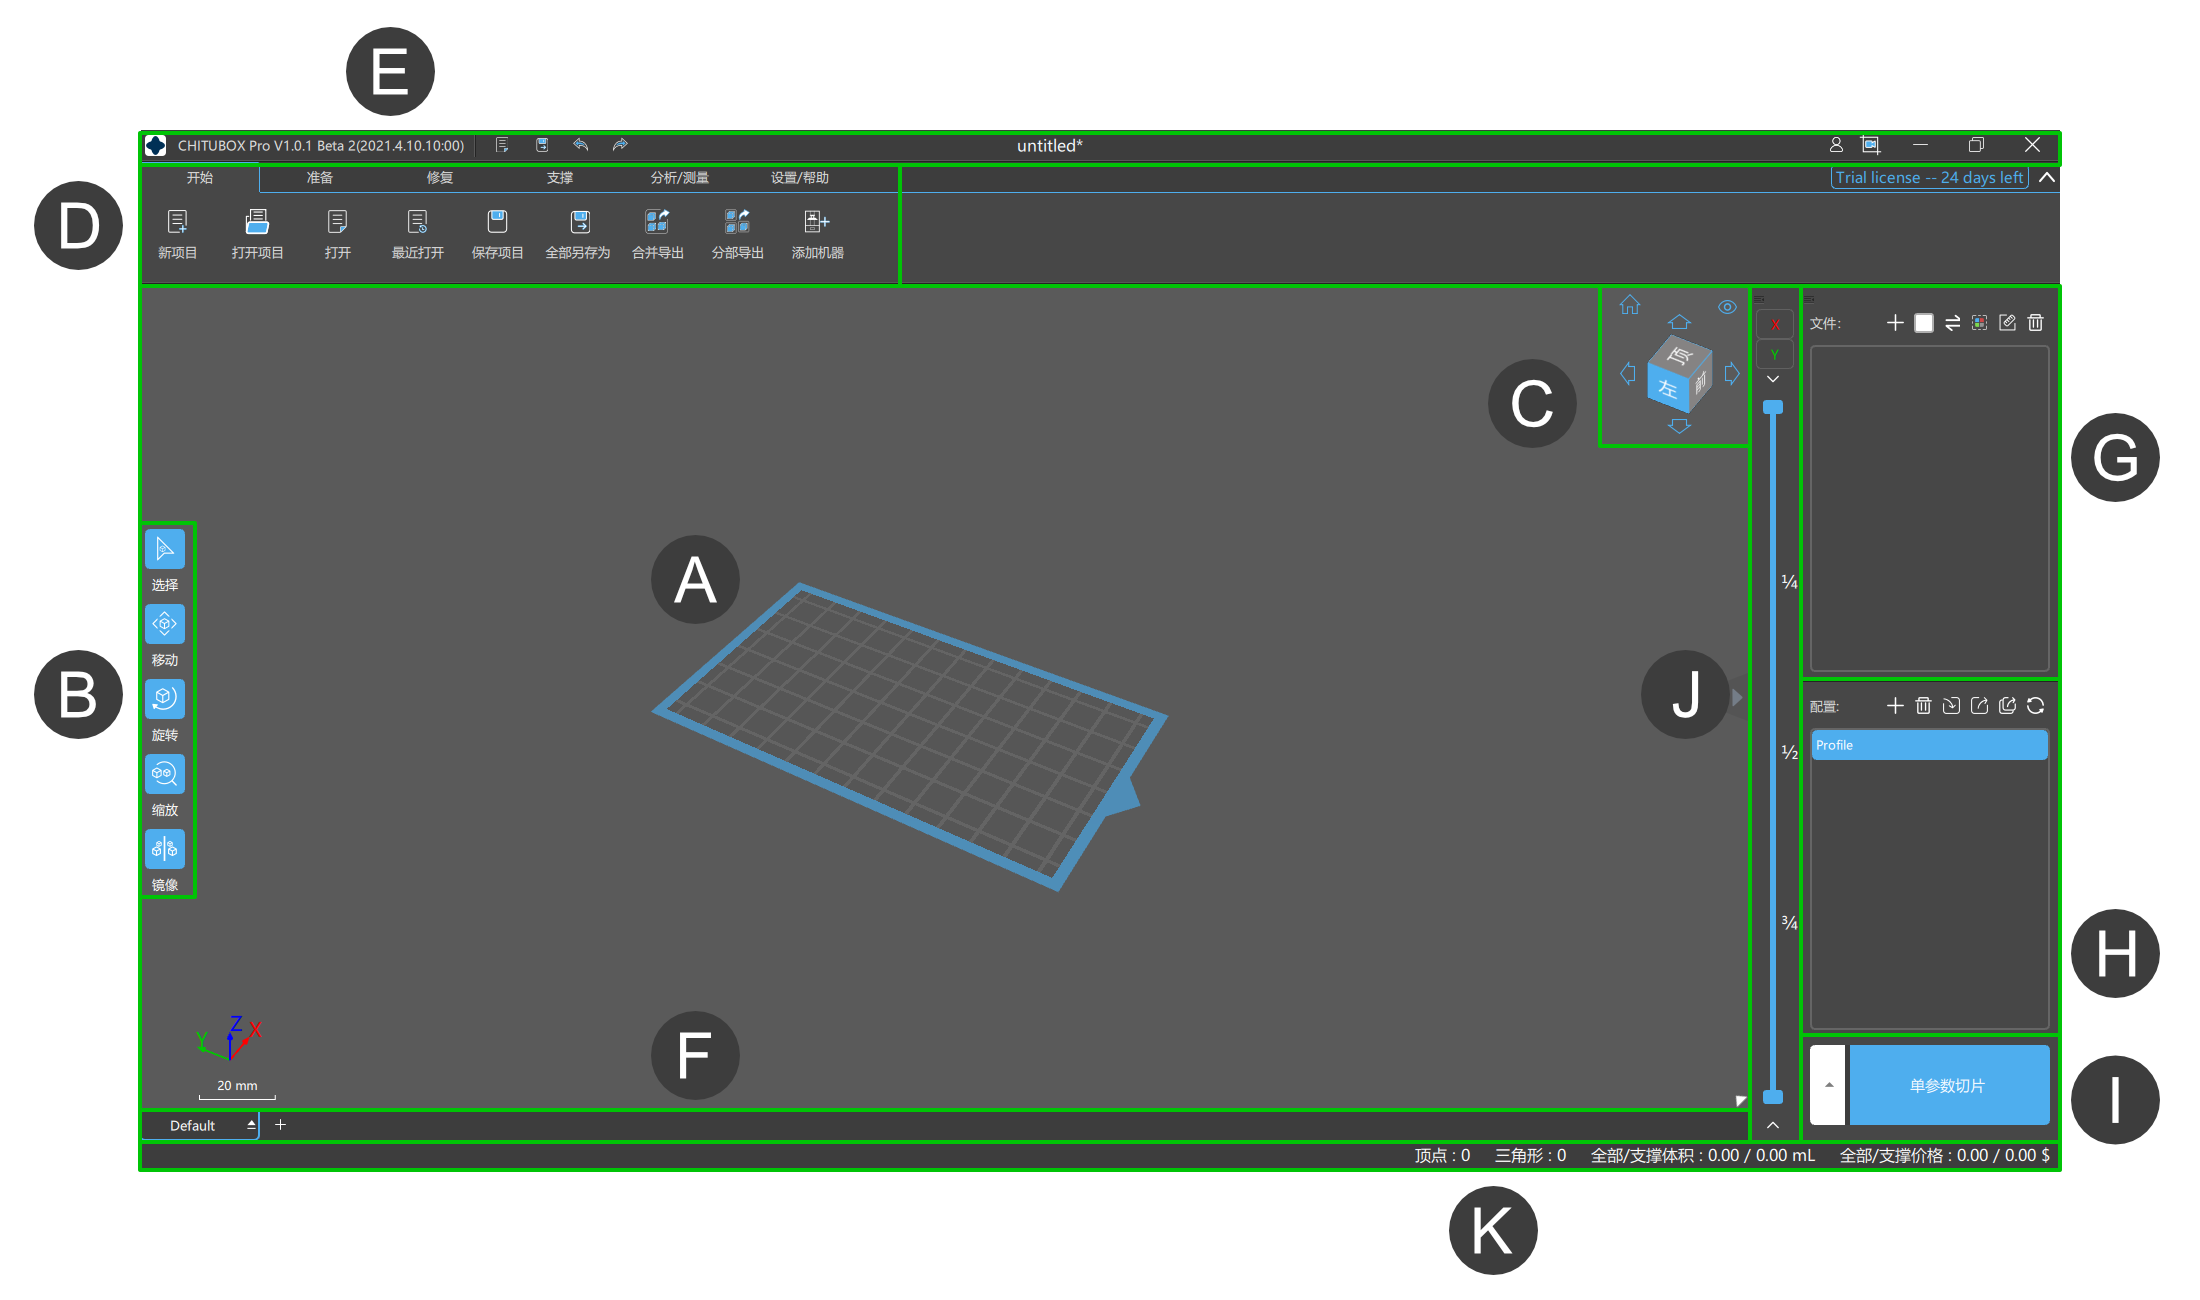 E
CHITUBOX Pro V1.0.1 Beta 2(2021.4.10.10:00)
untitled*
D
开始 准备 修复 支撑 分析/测量 设置/帮助
Trial license -- 24 days left
新项目 打开项目 打开 最近打开 保存项目 全部另存为 合并导出 分部导出 添加机器
C
顶
左
前
X
Y
文件:
G
A
B
选择
移动
旋转
缩放
镜像
J
¼
½
¾
配置:
Profile
H
Z
X
Y
20 mm
F
单参数切片
I
Default
顶点 : 0 三角形 : 0 全部/支撑体积 : 0.00 / 0.00 mL 全部/支撑价格 : 0.00 / 0.00 $
K